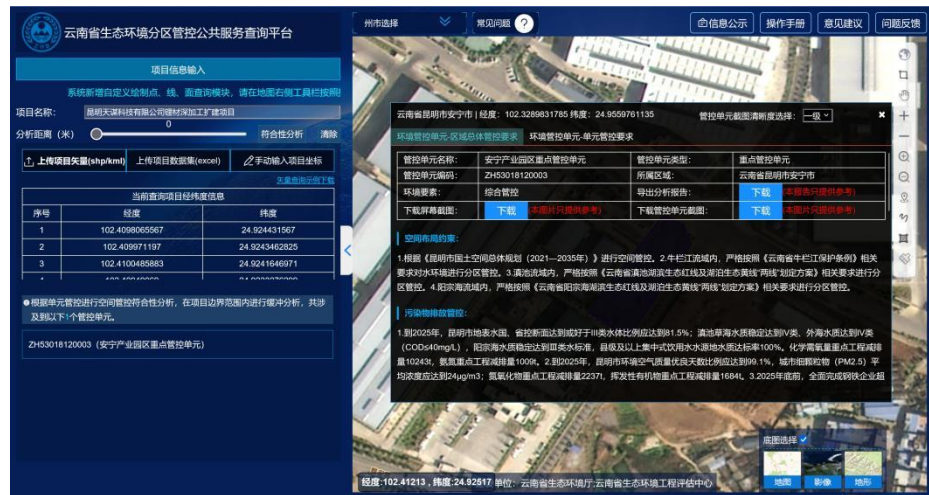 云南省生态环境分区管控公共服务查询平台
项目信息输入
系统新增自定义绘制点、线、面查询模块，请在地图右侧工具栏按照
项目名称：
昆明天谋科技有限公司锂材深加工扩建项目
分析距离（米）
0
符合性分析
清除
上传项目矢量(shp/kml)
上传项目数据集(excel)
手动输入项目坐标
矢量查询示例下载
当前查询项目经纬度信息
序号 经度 纬度
1 102.4098065567 24.924431567
2 102.409971197 24.9243462825
3 102.4100485883 24.9241646971
根据单元管控进行空间管控符合性分析，在项目边界范围内进行缓冲分析，共涉
及到以下1个管控单元。
ZH53018120003（安宁产业园区重点管控单元）
州市选择
常见问题 ?
信息公示
操作手册
意见建议
问题反馈
云南省昆明市安宁市 | 经度：102.3289831785 纬度：24.9559761135
管控单元截图清晰度选择：
一级
环境管控单元-区域总体管控要求
环境管控单元-单元管控要求
管控单元名称： 安宁产业园区重点管控单元 管控单元类型： 重点管控单元
管控单元编码： ZH53018120003 所属区域： 云南省昆明市安宁市
环境要素： 综合管控 导出分析报告： 下载 (本报告只提供参考)
下载屏幕截图： 下载 (本图片只提供参考) 下载管控单元截图： 下载 (本图片只提供参考)
空间布局约束：
1.根据《昆明市国土空间总体规划（2021—2035年）》进行空间管控。2.牛栏江流域内，严格按照《云南省牛栏江保护条例》相关
要求对水环境进行分区管控。3.滇池流域内，严格按照《云南省滇池湖滨生态红线及湖泊生态黄线"两线"划定方案》相关要求进行分
区管控。4.阳宗海流域内，严格按照《云南省阳宗海湖滨生态红线及湖泊生态黄线"两线"划定方案》相关要求进行分区管控。
污染物排放管控：
1.到2025年，昆明市地表水国、省控断面达到或好于III类水体比例应达到81.5%；滇池草海水质稳定达到IV类、外海水质达到IV类
（CODs40mg/L），阳宗海水质稳定达到III类水标准，县级及以上集中式饮用水水源地水质达标率100%。化学需氧量重点工程减排
量10243t，氨氮重点工程减排量1009t。2.到2025年，昆明市环境空气质量优良天数比例应达到99.1%，城市细颗粒物（PM2.5）平
均浓度应达到24μg/m3；氮氧化物重点工程减排量2237t，挥发性有机物重点工程减排量1684t。3.2025年底前，全面完成钢铁企业超
底图选择
地图
影像
地形
经度:102.41213 , 纬度:24.92517 单位：云南省生态环境厅;云南省生态环境工程评估中心